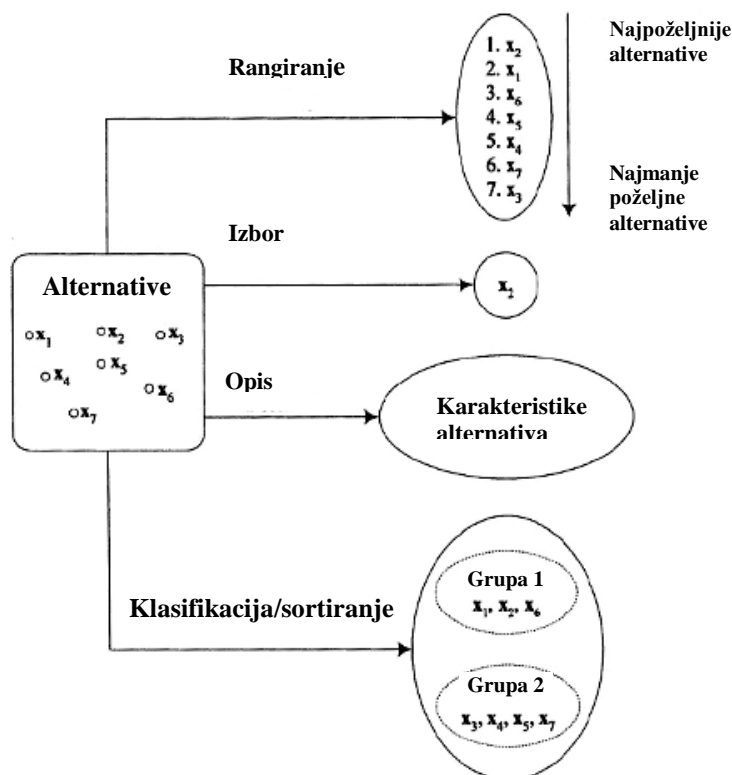 Rangiranje
1. x₂
2. x₁
3. x₆
4. x₅
5. x₄
6. x₇
7. x₃
Najpoželjnije
alternative
Najmanje
poželjne
alternative
Izbor
x₂
Alternative
x₁ x₂ x₃
x₄ x₅ x₆
x₇
Opis
Karakteristike
alternativa
Klasifikacija/sortiranje
Grupa 1
x₁, x₂, x₆
Grupa 2
x₃, x₄, x₅, x₇